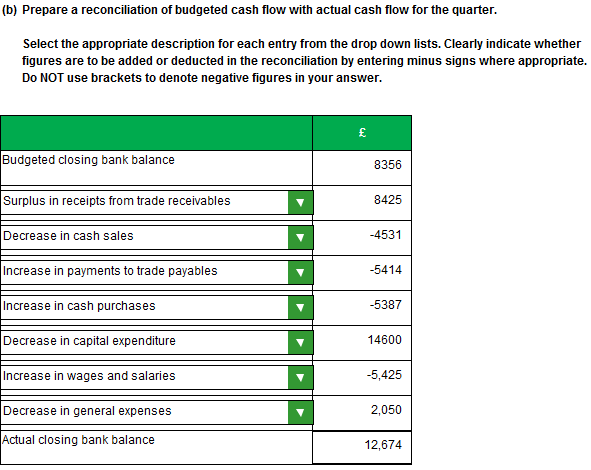 (b) Prepare a reconciliation of budgeted cash flow with actual cash flow for the quarter.
Select the appropriate description for each entry from the drop down lists. Clearly indicate whether
figures are to be added or deducted in the reconciliation by entering minus signs where appropriate.
Do NOT use brackets to denote negative figures in your answer.
£
Budgeted closing bank balance 8356
Surplus in receipts from trade receivables 8425
Decrease in cash sales -4531
Increase in payments to trade payables -5414
Increase in cash purchases -5387
Decrease in capital expenditure 14600
Increase in wages and salaries -5,425
Decrease in general expenses 2,050
Actual closing bank balance 12,674